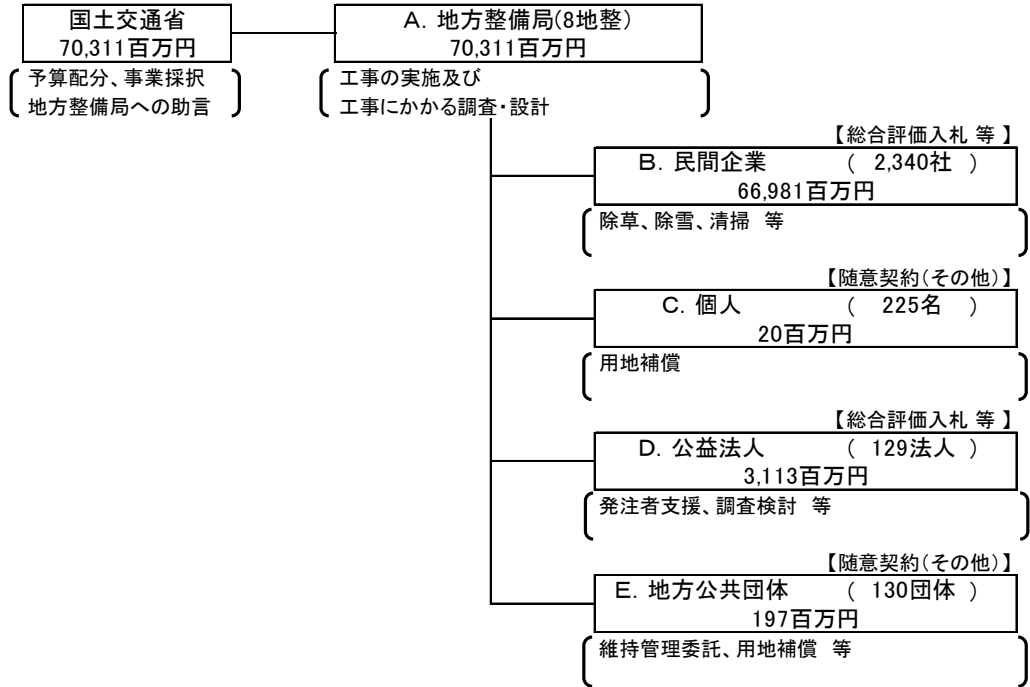 国土交通省
70,311百万円
予算配分、事業採択
地方整備局への助言
A. 地方整備局(8地整)
70,311百万円
工事の実施及び
工事にかかる調査・設計
【総合評価入札 等 】
B. 民間企業 ( 2,340社 )
66,981百万円
除草、除雪、清掃 等
【随意契約(その他)】
C. 個人 ( 225名 )
20百万円
用地補償
【総合評価入札 等 】
D. 公益法人 ( 129法人 )
3,113百万円
発注者支援、調査検討 等
【随意契約(その他)】
E. 地方公共団体 ( 130団体 )
197百万円
維持管理委託、用地補償 等